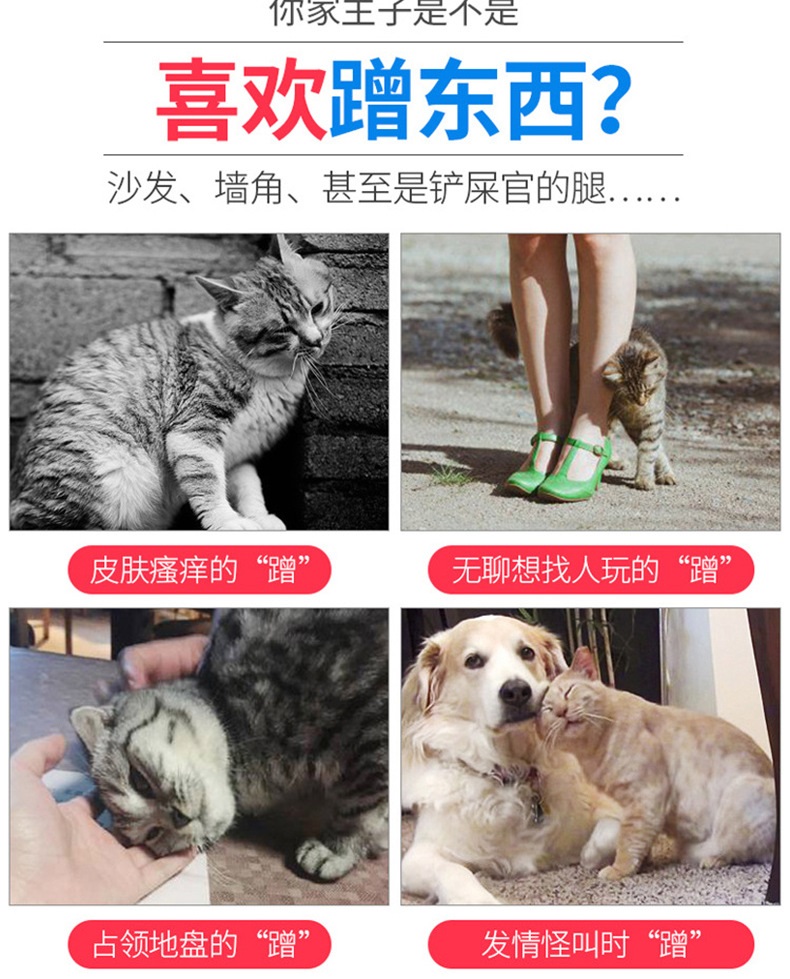 你家主子是不是
喜欢蹭东西?
沙发、墙角、甚至是铲屎官的腿……
皮肤瘙痒的“蹭”
无聊想找人玩的“蹭”
占领地盘的“蹭”
发情怪叫时“蹭”